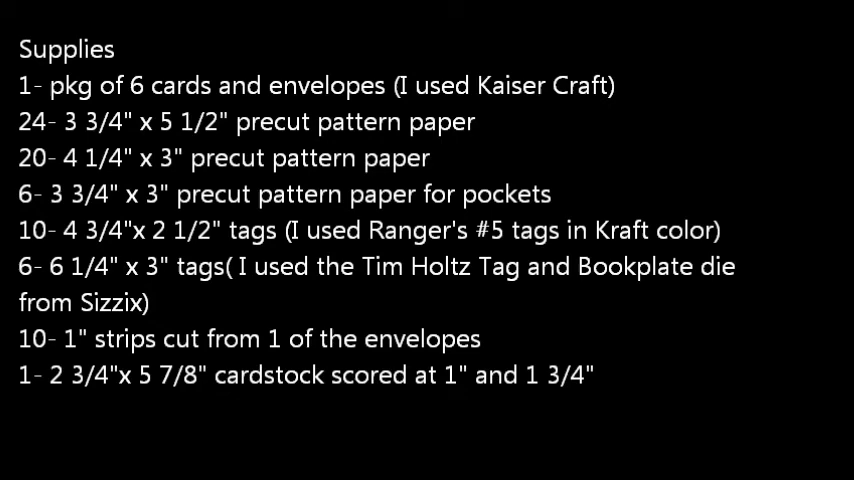 Supplies
1- pkg of 6 cards and envelopes (I used Kaiser Craft)
24- 3 3/4" x 5 1/2" precut pattern paper
20- 4 1/4" x 3" precut pattern paper
6- 3 3/4" x 3" precut pattern paper for pockets
10- 4 3/4"x 2 1/2" tags (I used Ranger's #5 tags in Kraft color)
6- 6 1/4" x 3" tags( I used the Tim Holtz Tag and Bookplate die
from Sizzix)
10- 1" strips cut from 1 of the envelopes
1- 2 3/4"x 5 7/8" cardstock scored at 1" and 1 3/4"